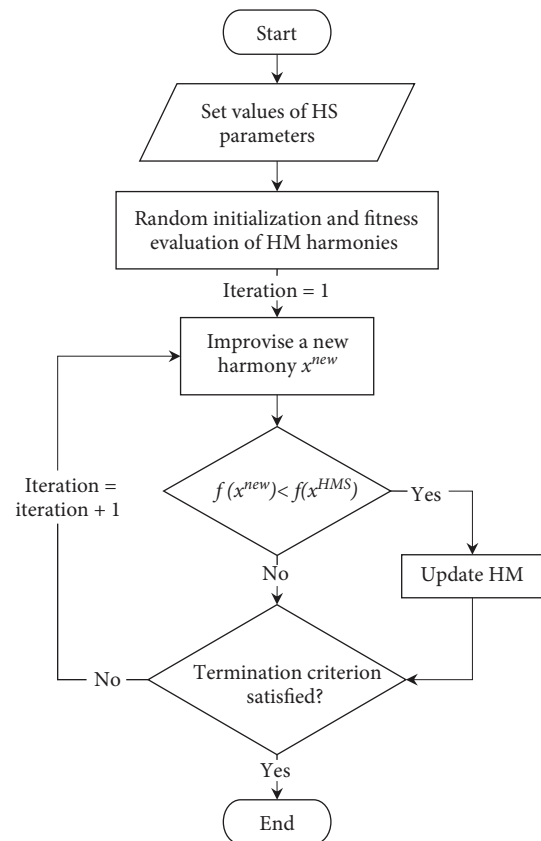 Start
Set values of HS
parameters
Random initialization and fitness
evaluation of HM harmonies
Iteration = 1
Improvise a new
harmony x^new
f (x^new)< f(x^HMS)
Yes
Iteration =
iteration + 1
No
Update HM
Termination criterion
satisfied?
No
Yes
End